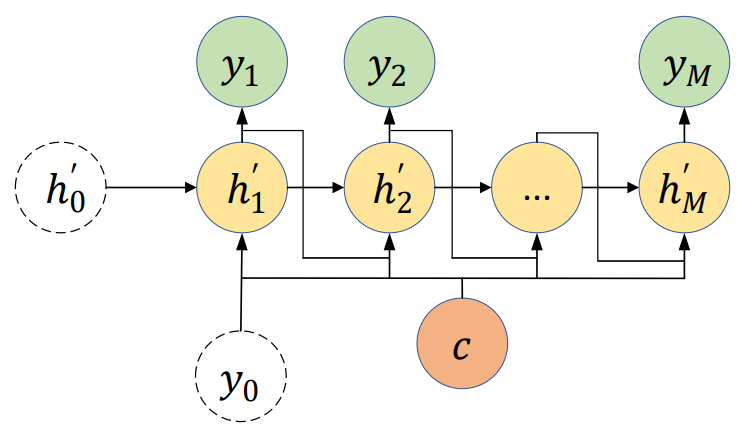 y₁ y₂ y_M
h′₀ h′₁ h′₂ ... h′_M
c
y₀